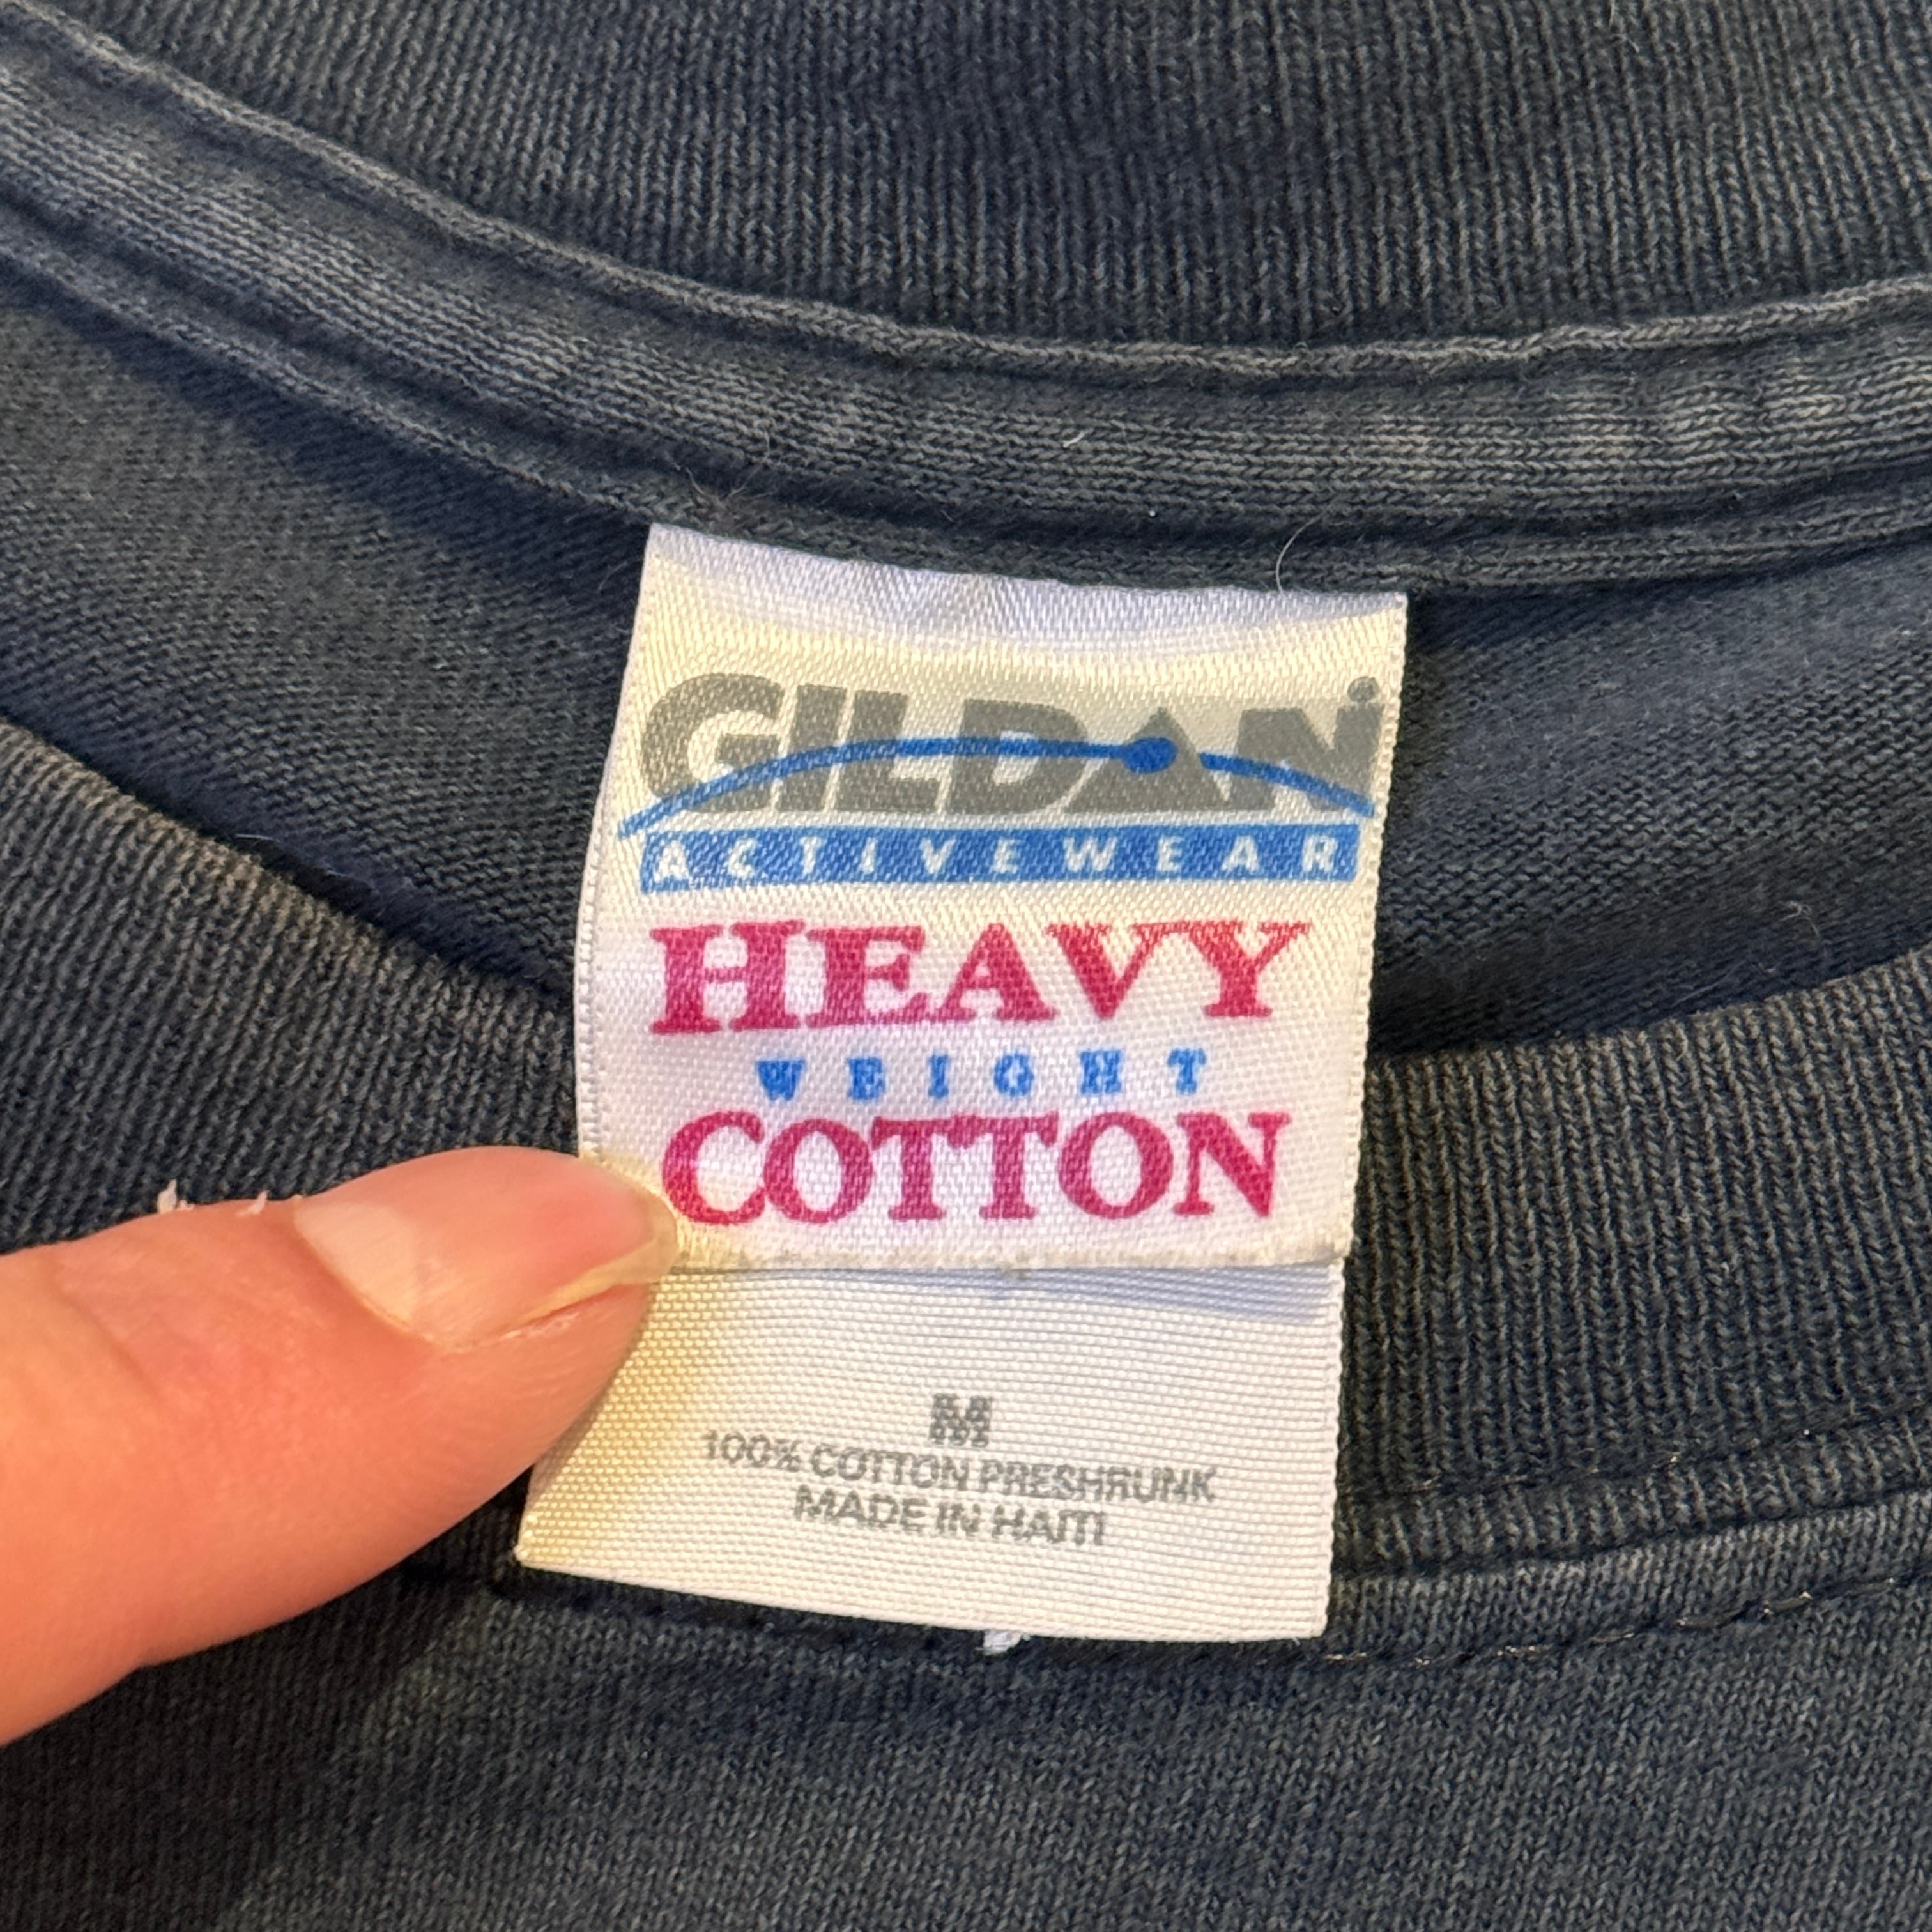 GILDAN
ACTIVEWEAR
HEAVY
WEIGHT
COTTON
M
100% COTTON PRESHRUNK
MADE IN HAITI